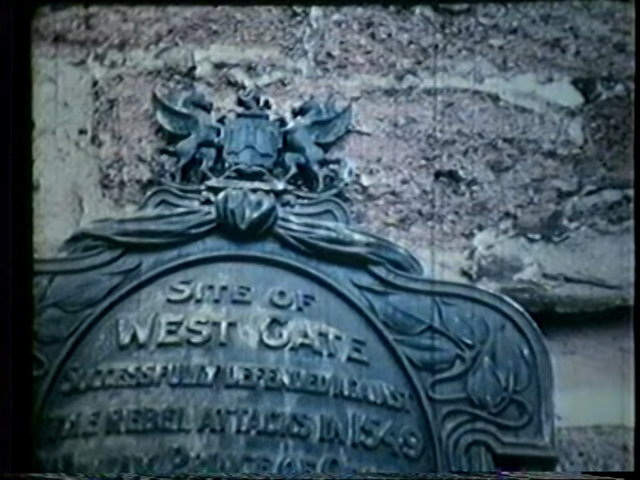 SITE OF
WEST GATE
SUCCESSFULLY DEFENDED AGAINST
THE REBEL ATTACKS IN 1549